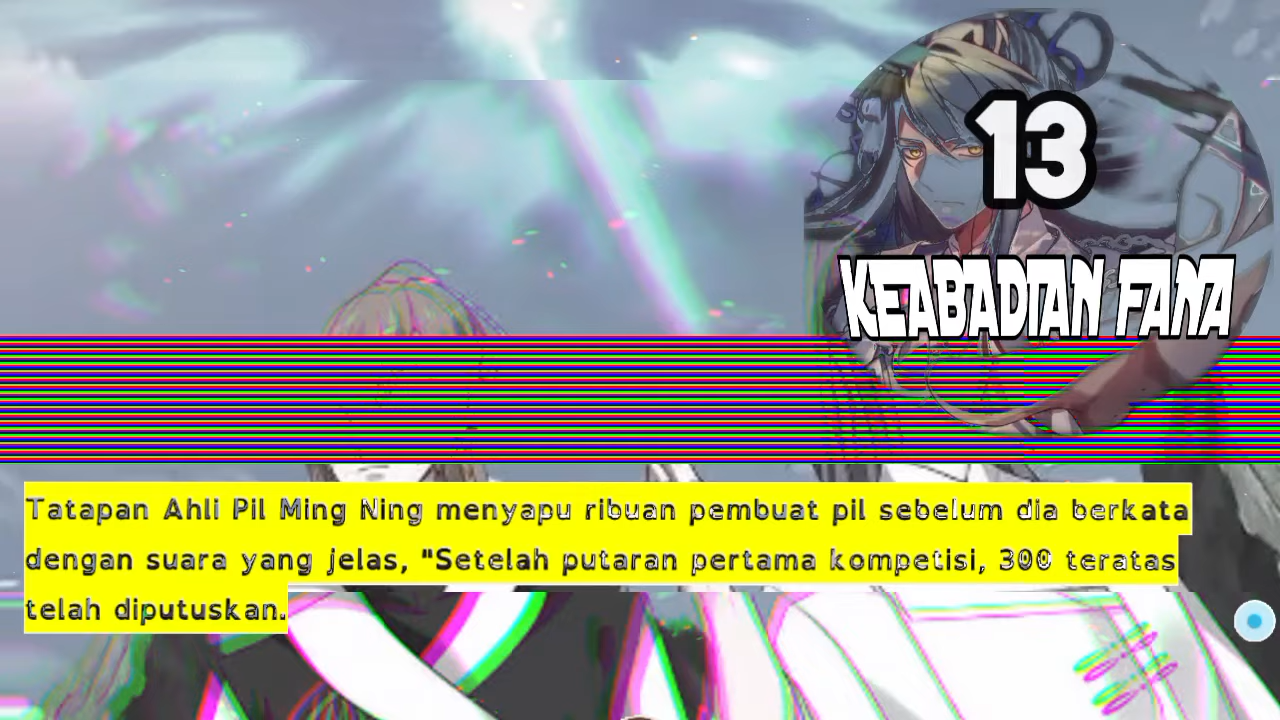 13
KEABADIAN FANA
Tatapan Ahli Pil Ming Ning menyapu ribuan pembuat pil sebelum dia berkata
dengan suara yang jelas, "Setelah putaran pertama kompetisi, 300 teratas
telah diputuskan.